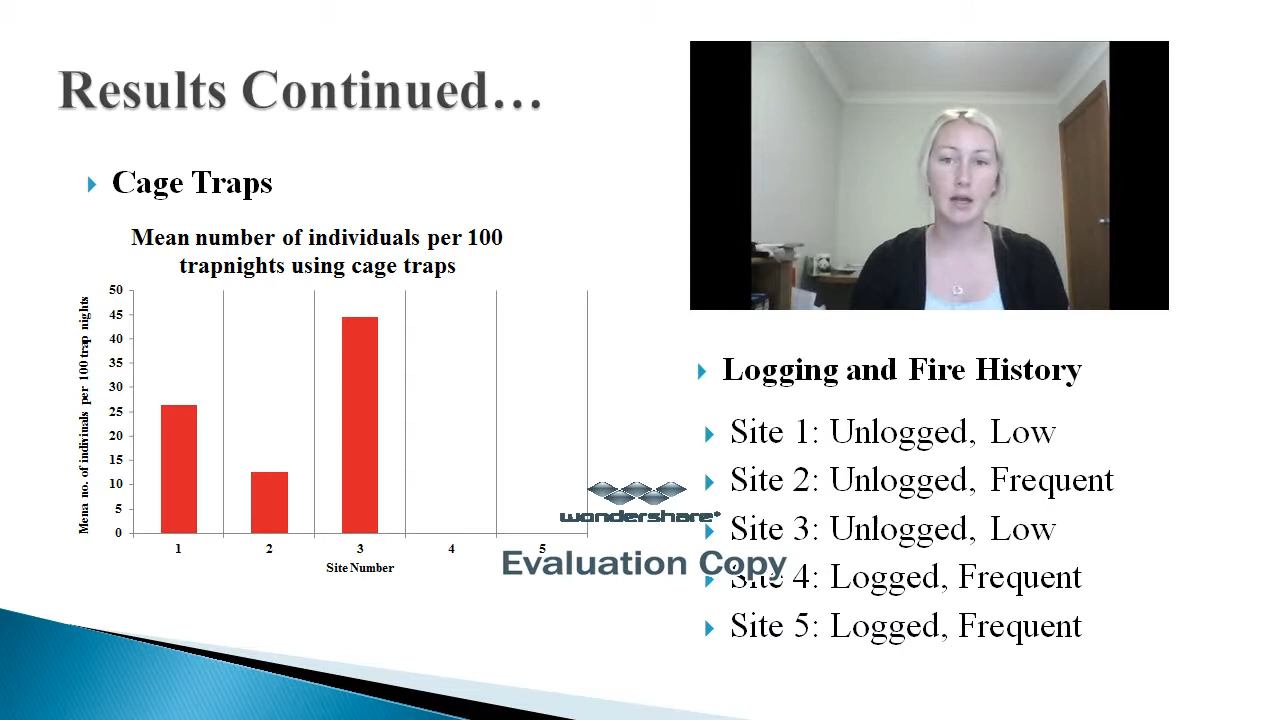 Results Continued…
Cage Traps
Mean number of individuals per 100
trapnights using cage traps
Mena no. of indiviuals per 100 trap nights
50
45
40
35
30
25
20
15
10
5
0
1 2 3 4 5
Site Number
Logging and Fire History
Site 1: Unlogged, Low
Site 2: Unlogged, Frequent
Site 3: Unlogged, Low
Site 4: Logged, Frequent
Site 5: Logged, Frequent
wondershare
Evaluation Copy